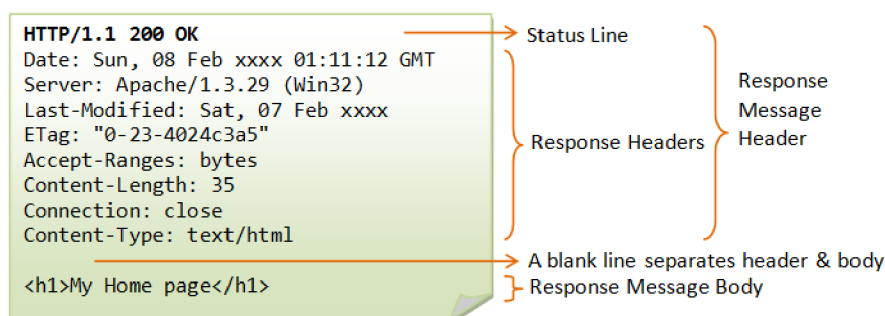 HTTP/1.1 200 OK
Date: Sun, 08 Feb xxxx 01:11:12 GMT
Server: Apache/1.3.29 (Win32)
Last-Modified: Sat, 07 Feb xxxx
ETag: "0-23-4024c3a5"
Accept-Ranges: bytes
Content-Length: 35
Connection: close
Content-Type: text/html
<h1>My Home page</h1>
Status Line
Response Headers
Response
Message
Header
A blank line separates header & body
Response Message Body